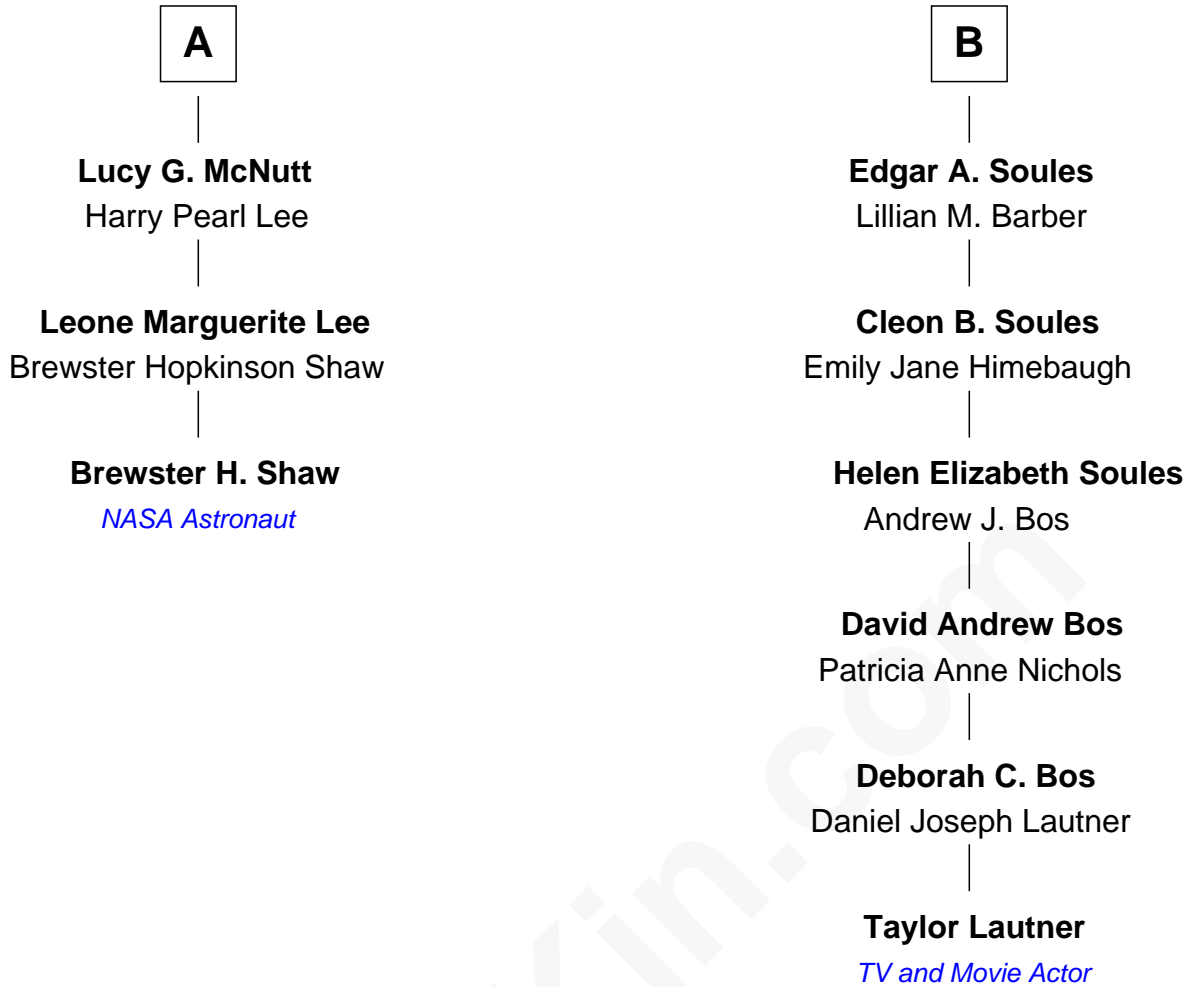 A
Lucy G. McNutt
Harry Pearl Lee
Leone Marguerite Lee
Brewster Hopkinson Shaw
Brewster H. Shaw
NASA Astronaut
B
Edgar A. Soules
Lillian M. Barber
Cleon B. Soules
Emily Jane Himebaugh
Helen Elizabeth Soules
Andrew J. Bos
David Andrew Bos
Patricia Anne Nichols
Deborah C. Bos
Daniel Joseph Lautner
Taylor Lautner
TV and Movie Actor
Kin.com